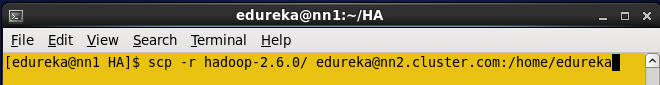 edureka@nn1:~/HA
File Edit View Search Terminal Help
[edureka@nn1 HA]$ scp -r hadoop-2.6.0/ edureka@nn2.cluster.com:/home/edureka